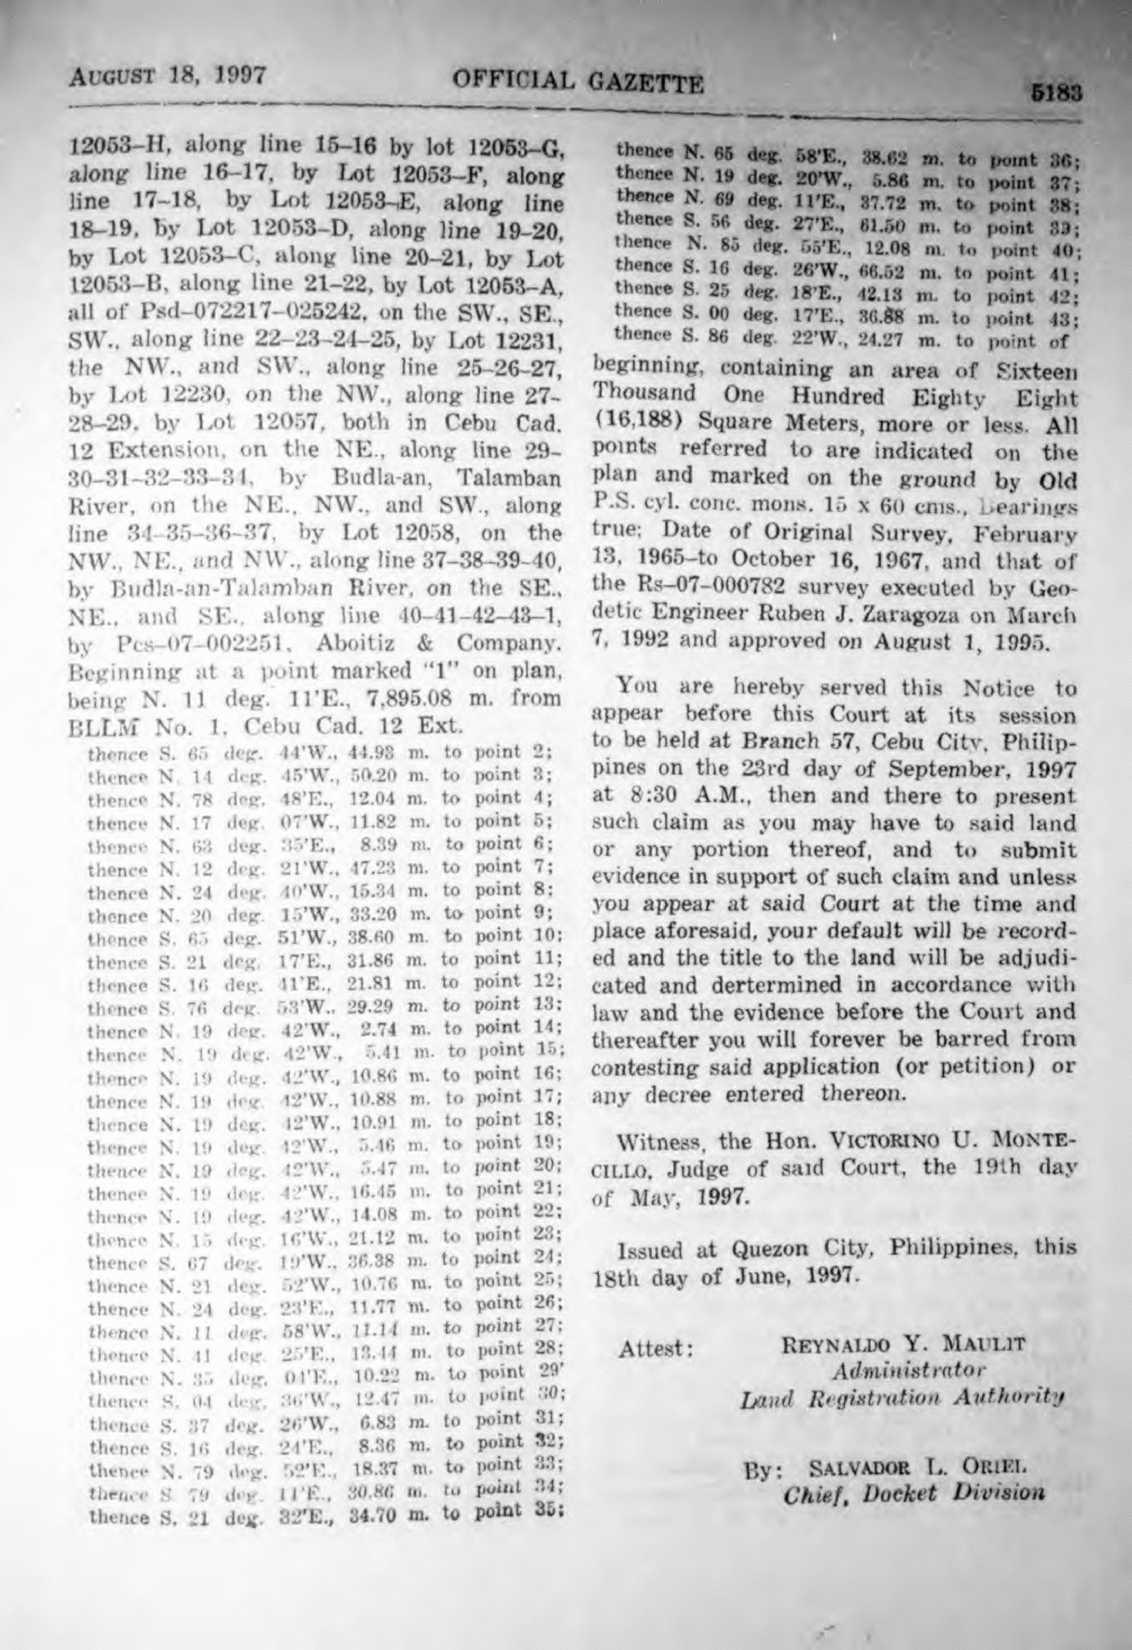 AUGUST 18, 1997 OFFICIAL GAZETTE 5183
12053–H, along line 15–16 by lot 12053–G,
along line 16–17, by Lot 12053–F, along
line 17–18, by Lot 12053–E, along line
18–19, by Lot 12053–D, along line 19–20,
by Lot 12053–C, along line 20–21, by Lot
12053–B, along line 21–22, by Lot 12053–A,
all of Psd–072217–025242, on the SW., SE.,
SW., along line 22–23–24–25, by Lot 12231,
the NW., and SW., along line 25–26–27,
by Lot 12230, on the NW., along line 27–
28–29, by Lot 12057, both in Cebu Cad.
12 Extension, on the NE., along line 29–
30–31–32–33–34, by Budla-an, Talamban
River, on the NE., NW., and SW., along
line 34–35–36–37, by Lot 12058, on the
NW., NE., and NW., along line 37–38–39–40,
by Budla-an-Talamban River, on the SE.,
NE., and SE., along line 40–41–42–43–1,
by Pcs–07–002251, Aboitiz & Company.
Beginning at a point marked "1" on plan,
being N. 11 deg. 11'E., 7,895.08 m. from
BLLM No. 1, Cebu Cad. 12 Ext.
thence S. 65 deg. 44'W., 44.93 m. to point 2;
thence N. 14 deg. 45'W., 50.20 m. to point 3;
thence N. 78 deg. 48'E., 12.04 m. to point 4;
thence N. 17 deg. 07'W., 11.82 m. to point 5;
thence N. 63 deg. 35'E., 8.39 m. to point 6;
thence N. 12 deg. 21'W., 47.23 m. to point 7;
thence N. 24 deg. 40'W., 15.34 m. to point 8;
thence N. 20 deg. 15'W., 33.20 m. to point 9;
thence S. 65 deg. 51'W., 38.60 m. to point 10;
thence S. 21 deg. 17'E., 31.86 m. to point 11;
thence S. 16 deg. 41'E., 21.81 m. to point 12;
thence S. 76 deg. 53'W., 29.29 m. to point 13;
thence N. 19 deg. 42'W., 2.74 m. to point 14;
thence N. 19 deg. 42'W., 5.41 m. to point 15;
thence N. 19 deg. 42'W., 10.86 m. to point 16;
thence N. 19 deg. 42'W., 10.88 m. to point 17;
thence N. 19 deg. 42'W., 10.91 m. to point 18;
thence N. 19 deg. 42'W., 5.46 m. to point 19;
thence N. 19 deg. 42'W., 5.47 m. to point 20;
thence N. 19 deg. 42'W., 16.45 m. to point 21;
thence N. 19 deg. 42'W., 14.08 m. to point 22;
thence N. 15 deg. 16'W., 21.12 m. to point 23;
thence S. 67 deg. 19'W., 36.38 m. to point 24;
thence N. 21 deg. 52'W., 10.76 m. to point 25;
thence N. 24 deg. 23'E., 11.77 m. to point 26;
thence N. 11 deg. 58'W., 11.14 m. to point 27;
thence N. 41 deg. 25'E., 13.44 m. to point 28;
thence N. 35 deg. 01'E., 10.22 m. to point 29'
thence S. 04 deg. 36'W., 12.47 m. to point 30;
thence S. 37 deg. 26'W., 6.83 m. to point 31;
thence S. 16 deg. 24'E., 8.36 m. to point 32;
thence N. 79 deg. 52'E., 18.37 m. to point 33;
thence S 79 deg. 11'E., 30.86 m. to point 34;
thence S. 21 deg. 32'E., 34.70 m. to point 35;
thence N. 65 deg. 58'E., 38.62 m. to point 36;
thence N. 19 deg. 20'W., 5.86 m. to point 37;
thence N. 69 deg. 11'E., 37.72 m. to point 38;
thence S. 56 deg. 27'E., 61.50 m. to point 39;
thence N. 85 deg. 55'E., 12.08 m. to point 40;
thence S. 16 deg. 26'W., 66.52 m. to point 41;
thence S. 25 deg. 18'E., 42.13 m. to point 42;
thence S. 00 deg. 17'E., 36.88 m. to point 43;
thence S. 86 deg. 22'W., 24.27 m. to point of
beginning, containing an area of Sixteen
Thousand One Hundred Eighty Eight
(16,188) Square Meters, more or less. All
points referred to are indicated on the
plan and marked on the ground by Old
P.S. cyl. conc. mons. 15 x 60 cms., bearings
true; Date of Original Survey, February
13, 1965–to October 16, 1967, and that of
the Rs–07–000782 survey executed by Geo-
detic Engineer Ruben J. Zaragoza on March
7, 1992 and approved on August 1, 1995.
You are hereby served this Notice to
appear before this Court at its session
to be held at Branch 57, Cebu City, Philip-
pines on the 23rd day of September, 1997
at 8:30 A.M., then and there to present
such claim as you may have to said land
or any portion thereof, and to submit
evidence in support of such claim and unless
you appear at said Court at the time and
place aforesaid, your default will be record-
ed and the title to the land will be adjudi-
cated and dertermined in accordance with
law and the evidence before the Court and
thereafter you will forever be barred from
contesting said application (or petition) or
any decree entered thereon.
Witness, the Hon. VICTORINO U. MONTE-
CILLO, Judge of said Court, the 19th day
of May, 1997.
Issued at Quezon City, Philippines, this
18th day of June, 1997.
Attest: REYNALDO Y. MAULIT
Administrator
Land Registration Authority
By: SALVADOR L. ORIEL
Chief, Docket Division